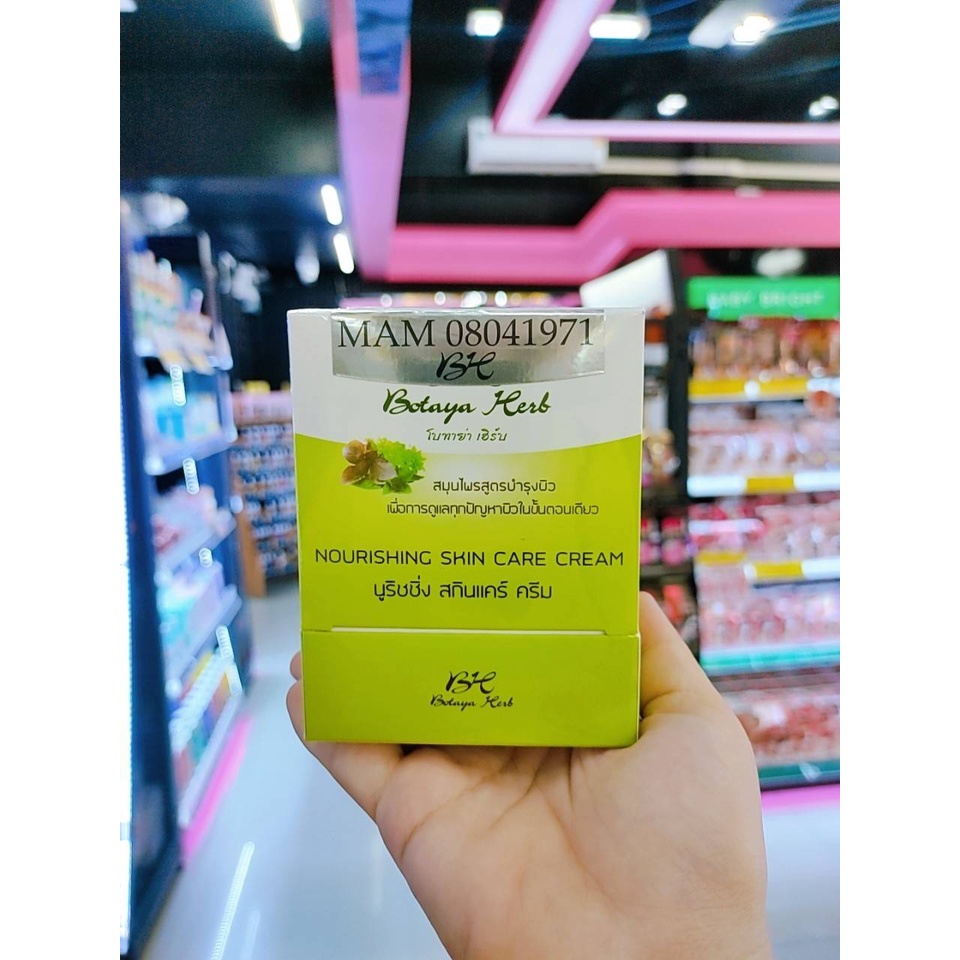 MAM 08041971
BH
Botaya Herb
โบทาย่า เฮิร์บ
สมุนไพรสูตรบำรุงผิว
เพื่อการดูแลทุกปัญหาผิวในขั้นตอนเดียว
NOURISHING SKIN CARE CREAM
นูริชชิ่ง สกินแคร์ ครีม
BH
Botaya Herb
BABY BRIGHT